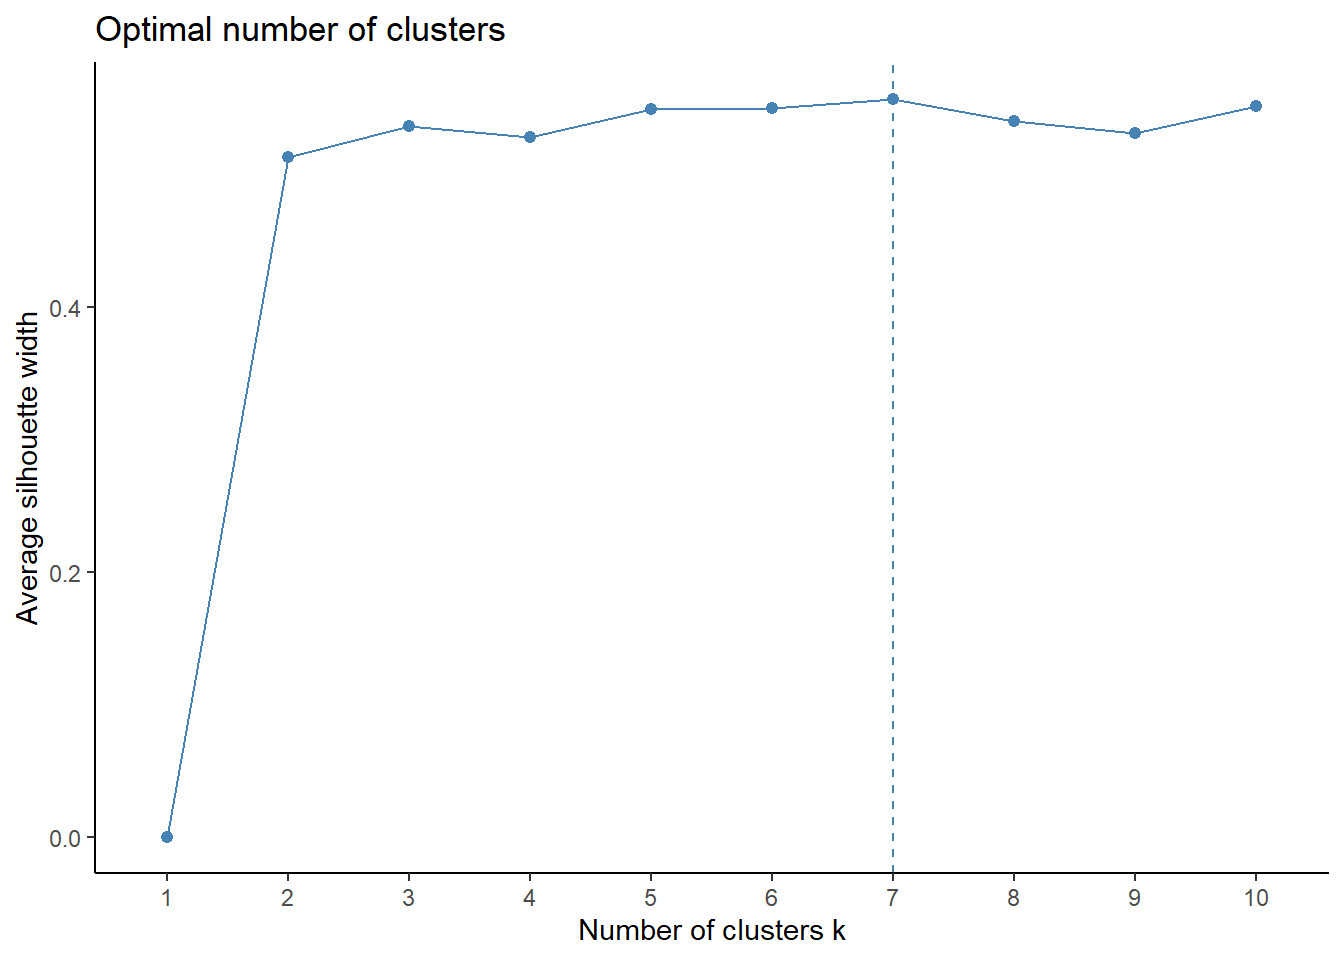 Optimal number of clusters
Average silhouette width
0.4
0.2
0.0
1 2 3 4 5 6 7 8 9 10
Number of clusters k